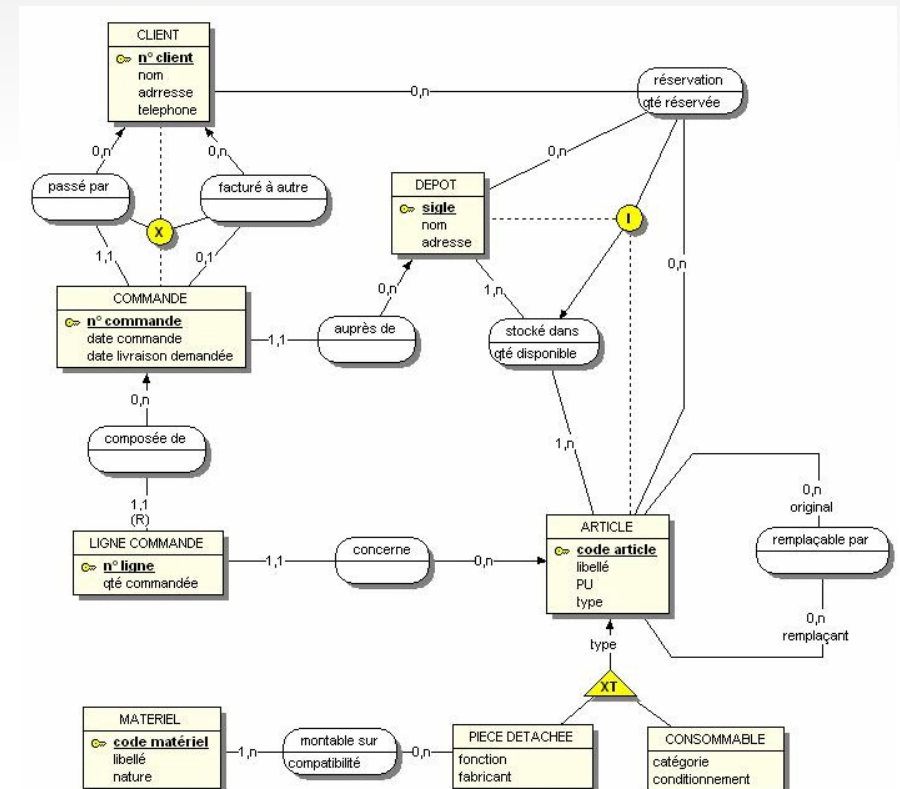 CLIENT
n° client
nom
adrresse
telephone
0,n
réservation
qté réservée
0,n
0,n
passé par
facturé à autre
X
1,1
0,1
0,n
DEPOT
sigle
nom
adresse
I
0,n
COMMANDE
n° commande
date commande
date livraison demandée
1,1
auprès de
0,n
1,n
stocké dans
qté disponible
1,n
0,n
composée de
1,1
(R)
LIGNE COMMANDE
n° ligne
qté commandée
1,1
concerne
0,n
ARTICLE
code article
libellé
PU
type
0,n
original
remplaçable par
0,n
remplaçant
type
XT
MATERIEL
code matériel
libellé
nature
1,n
montable sur
compatibilité
0,n
PIECE DETACHEE
fonction
fabricant
CONSOMMABLE
catégorie
conditionnement